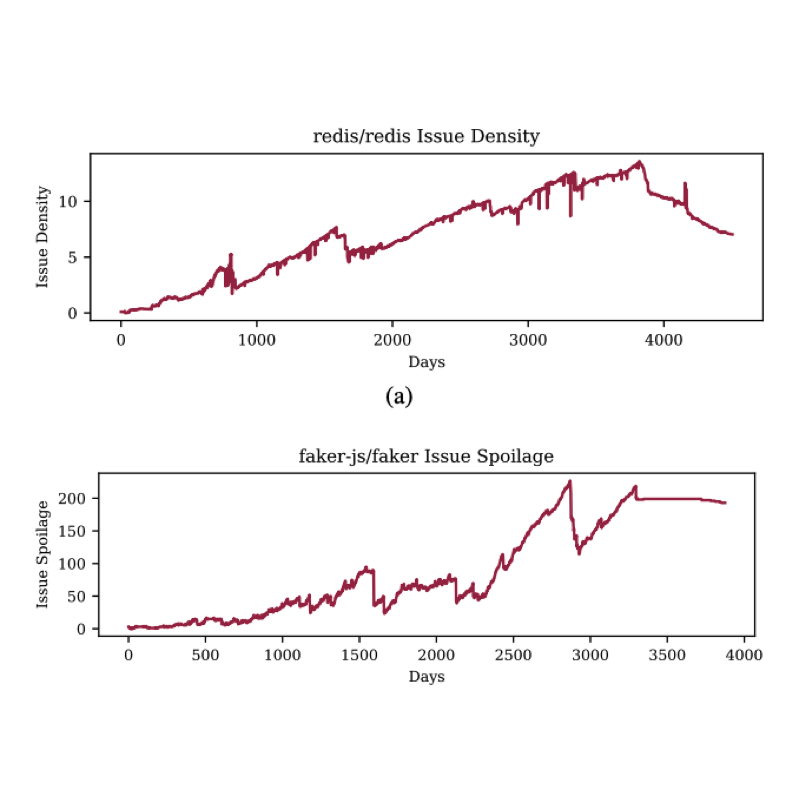 redis/redis Issue Density
Issue Density
10
5
0
0 1000 2000 3000 4000
Days
(a)
faker-js/faker Issue Spoilage
Issue Spoilage
200
150
100
50
0
0 500 1000 1500 2000 2500 3000 3500 4000
Days